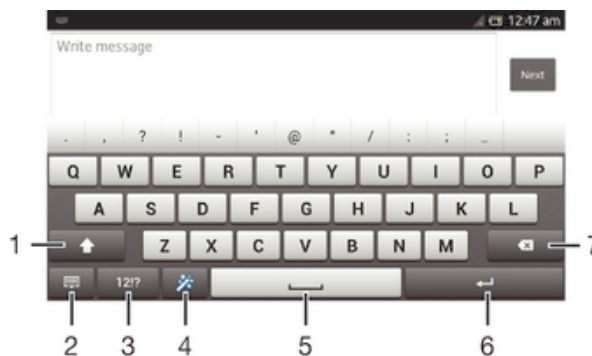 12:47 am
Write message
Next
. , ? ! - ' @ " / : ; _
Q W E R T Y U I O P
A S D F G H J K L
1 Z X C V B N M 7
12!?
2 3 4 5 6